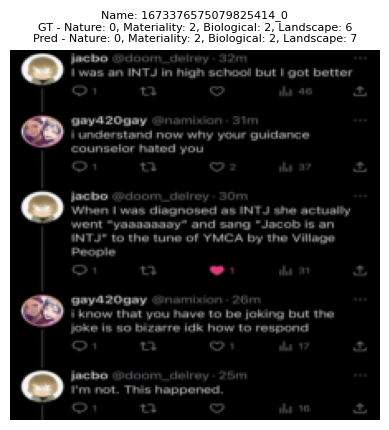 Name: 1673376575079825414_0
GT - Nature: 0, Materiality: 2, Biological: 2, Landscape: 6
Pred - Nature: 0, Materiality: 2, Biological: 2, Landscape: 7
jacbo @doom_delrey · 32m
I was an INTJ in high school but I got better
1 46
gay420gay @namixion · 31m
i understand now why your guidance
counselor hated you
1 2 37
jacbo @doom_delrey · 30m
When I was diagnosed as INTJ she actually
went "yaaaaaaay" and sang "Jacob is an
INTJ" to the tune of YMCA by the Village
People
1 1 31
gay420gay @namixion · 26m
i know that you have to be joking but the
joke is so bizarre idk how to respond
1 1 17
jacbo @doom_delrey · 25m
I'm not. This happened.
1 16